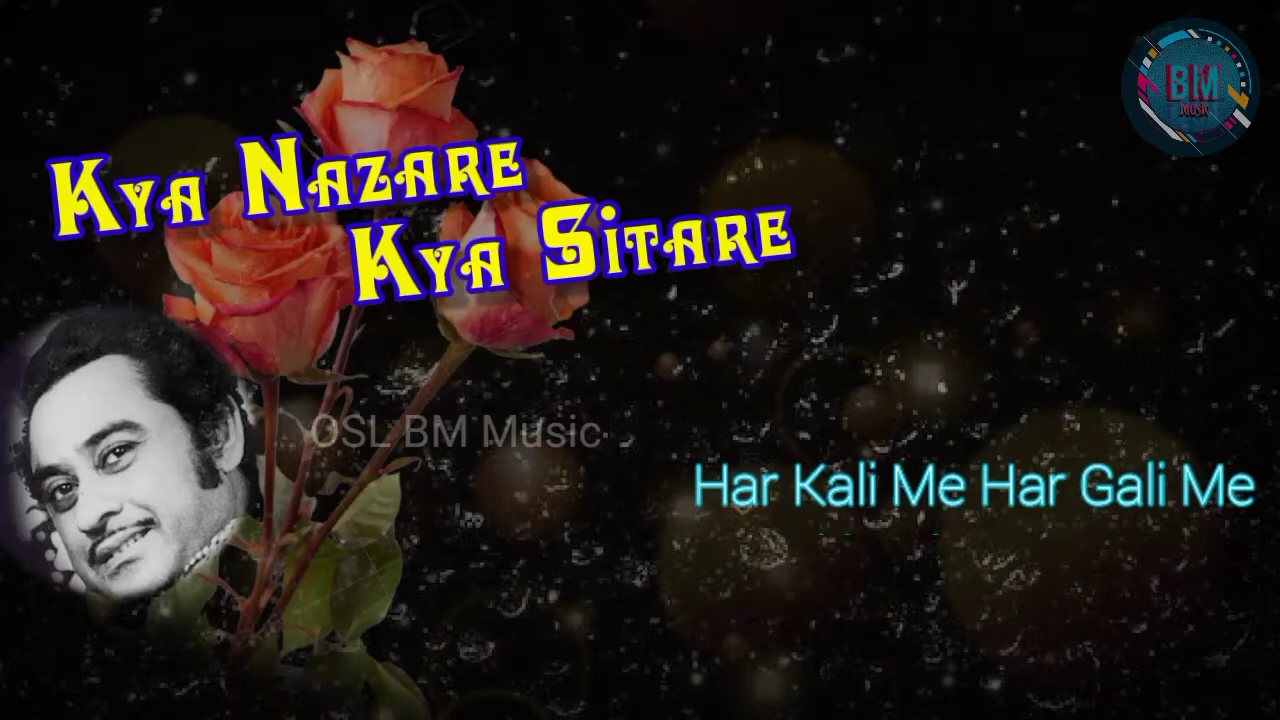 BM
Music
KYA NAZARE
KYA SITARE
OSL BM Music
Har Kali Me Har Gali Me